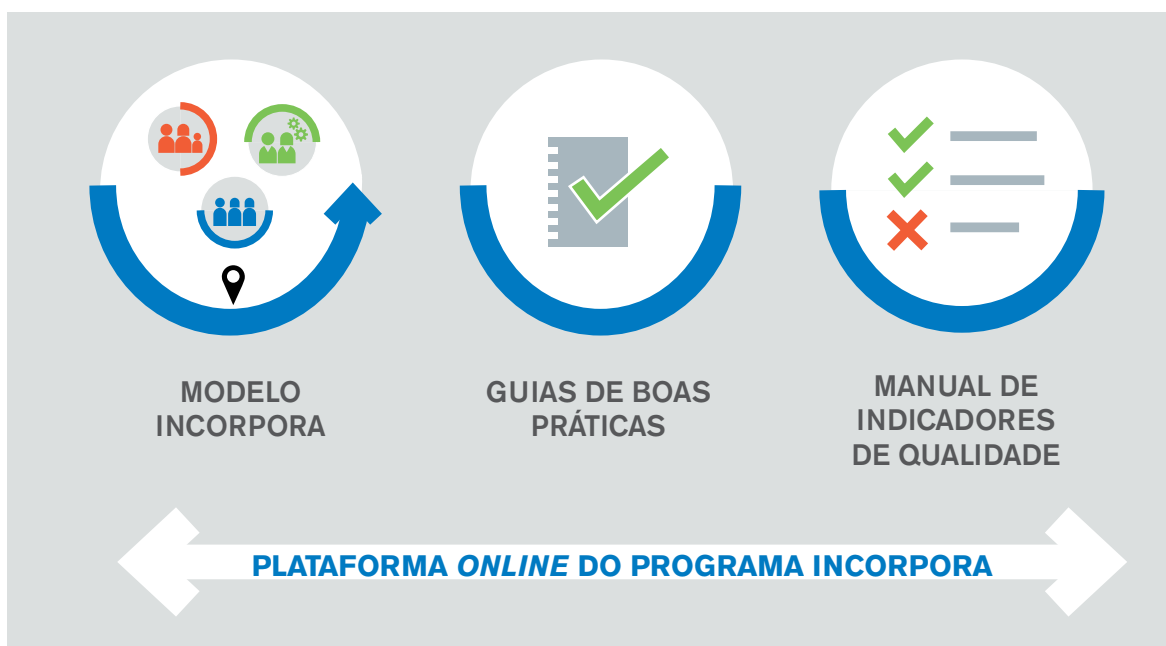 MODELO
INCORPORA
GUIAS DE BOAS
PRÁTICAS
MANUAL DE
INDICADORES
DE QUALIDADE
PLATAFORMA ONLINE DO PROGRAMA INCORPORA